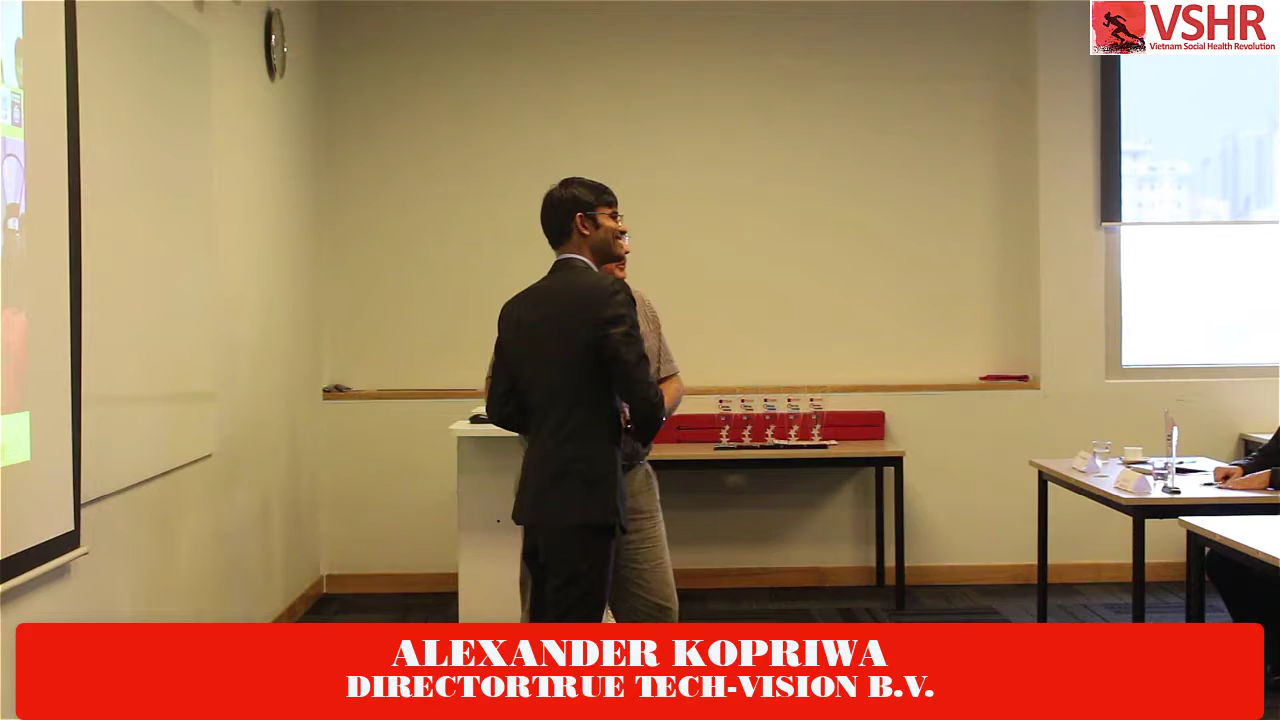 VSHR
Vietnam Social Health Revolution
ALEXANDER KOPRIWA
DIRECTORTRUE TECH-VISION B.V.